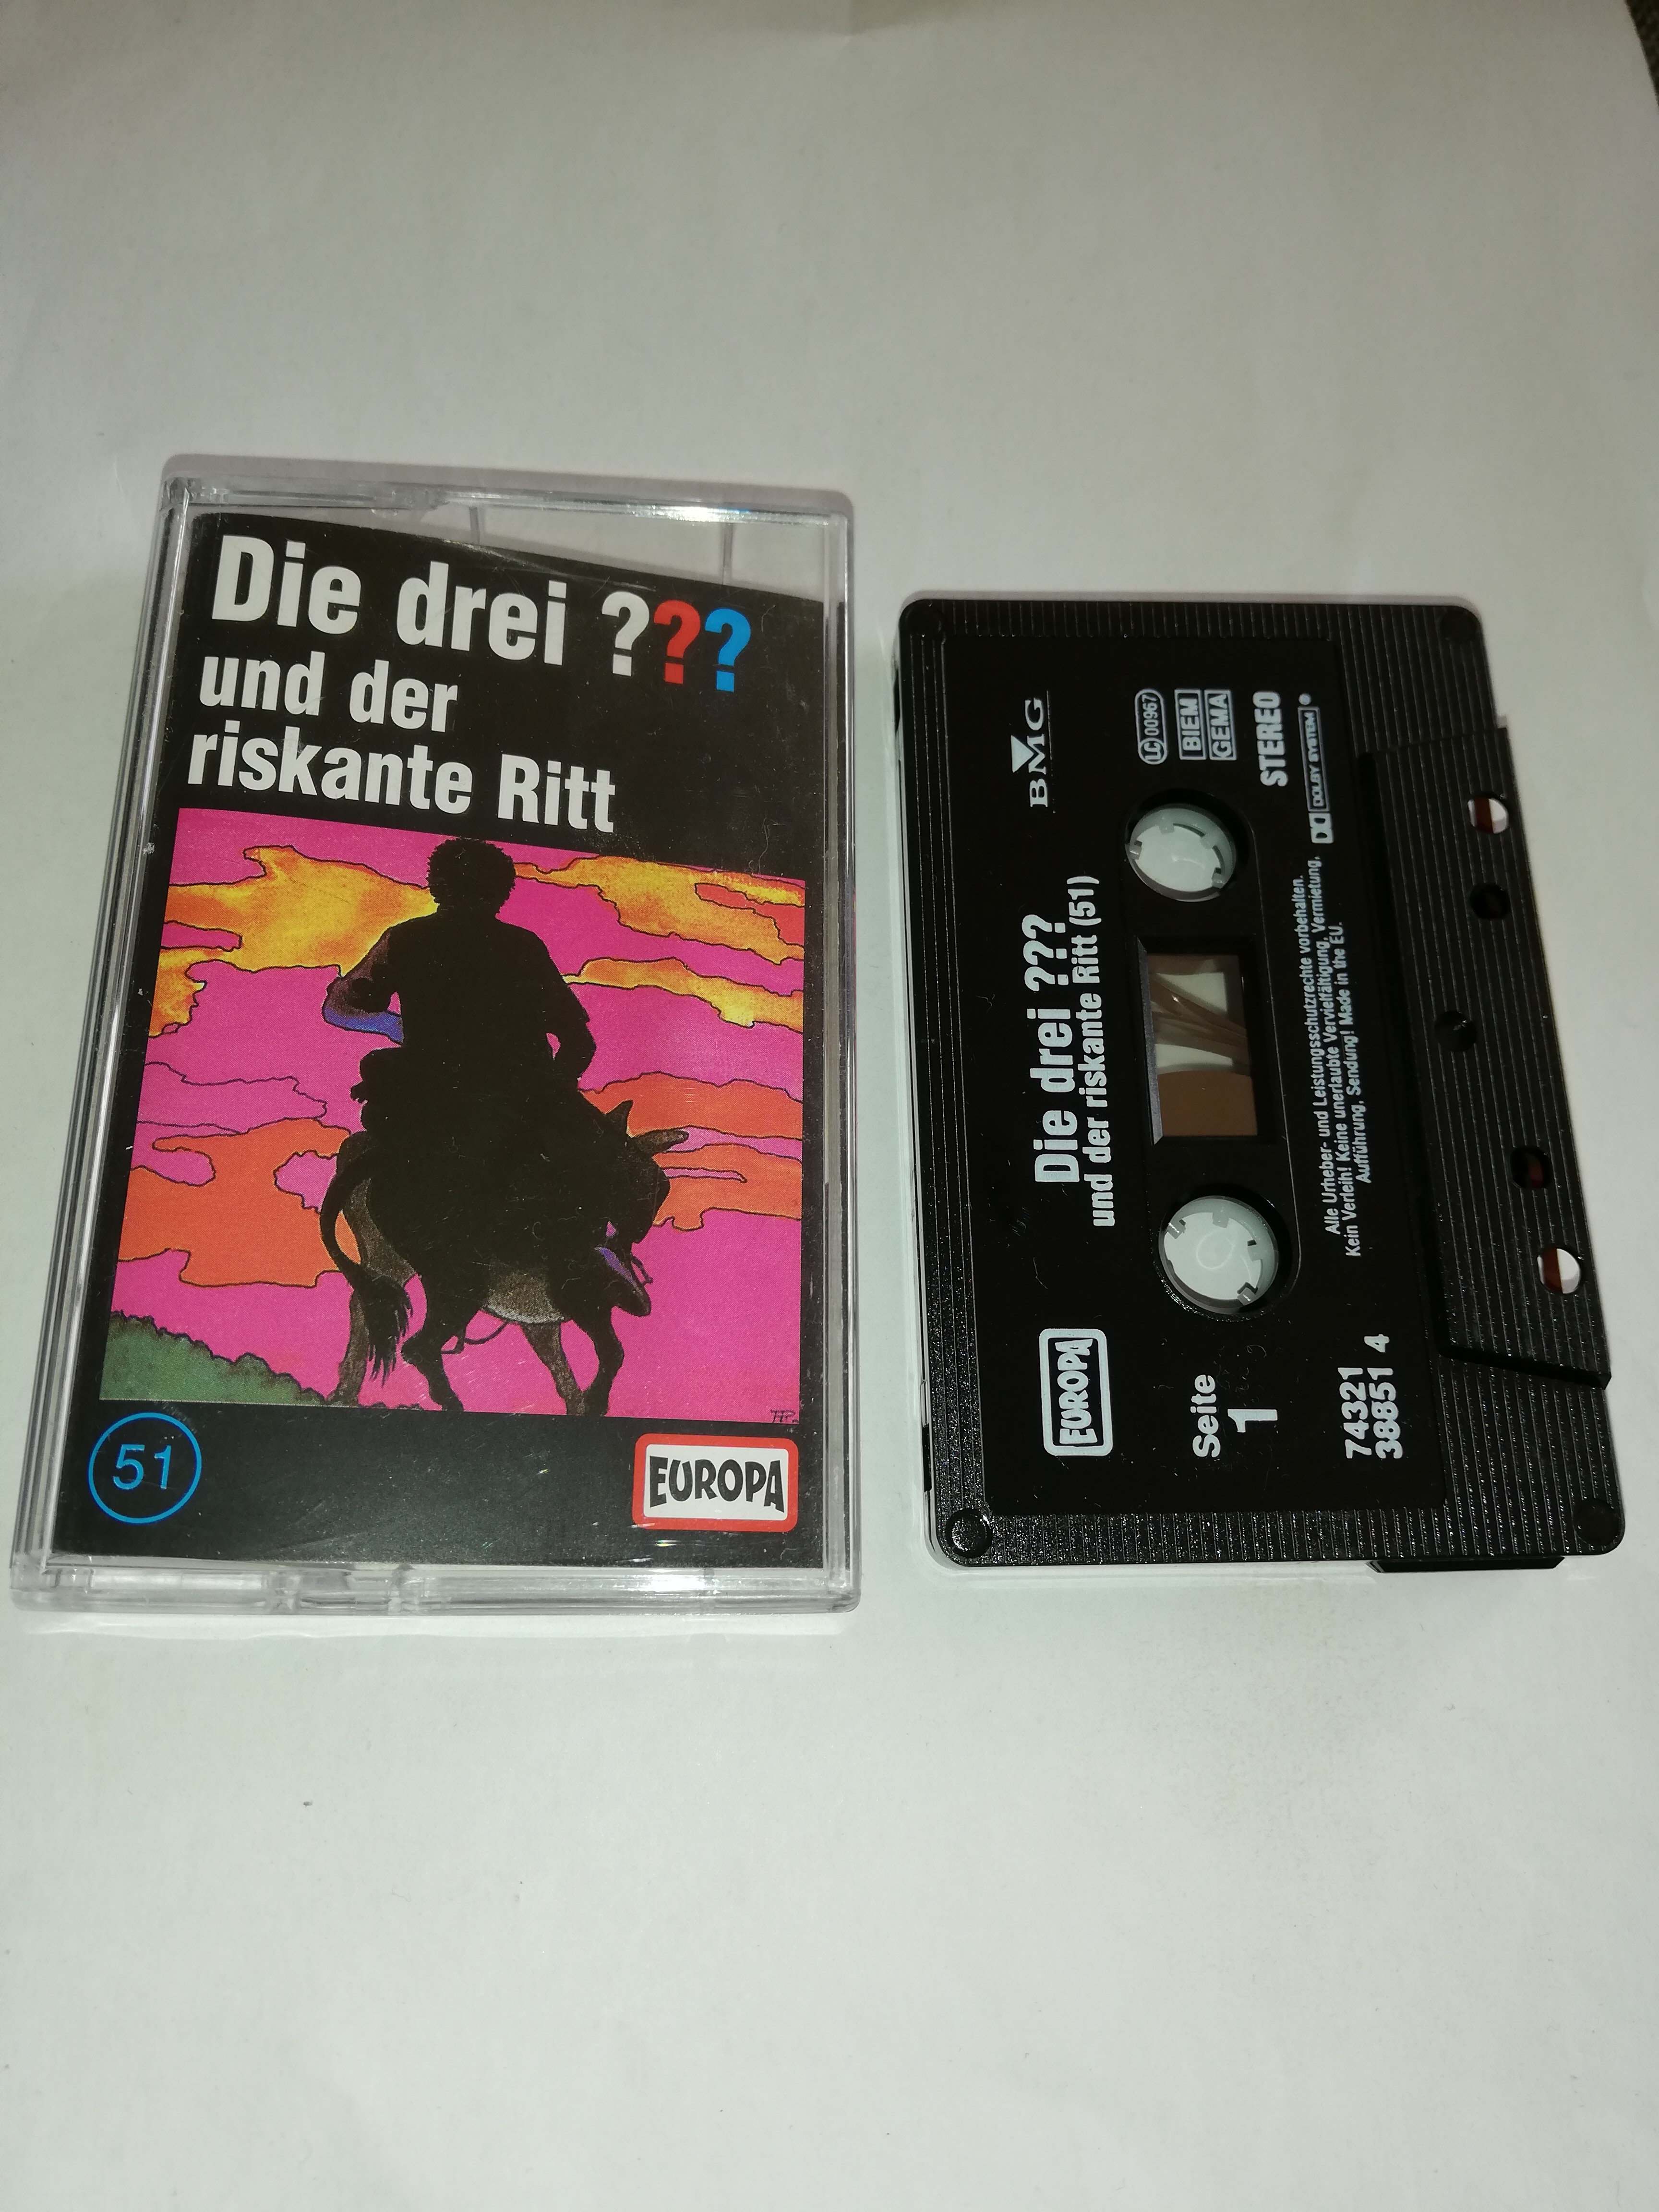 Die drei ???
und der
riskante Ritt
51
EUROPA
BMG
LC 00967
BIEM
GEMA
STEREO
DOLBY SYSTEM ®
Die drei ???
und der riskante Ritt (51)
EUROPA
Seite
1
Alle Urheber- und Leistungsschutzrechte vorbehalten.
Kein Verleih! Keine unerlaubte Vervielfältigung, Vermietung,
Aufführung, Sendung! Made in the EU.
74321
38851 4